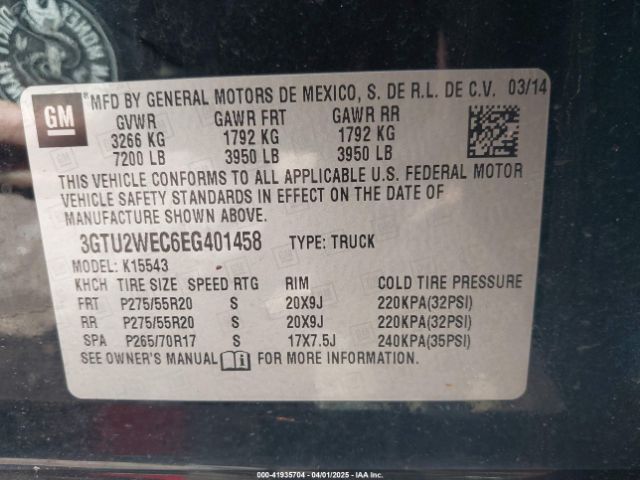 GM
MFD BY GENERAL MOTORS DE MEXICO, S. DE R.L. DE C.V. 03/14
GVWR GAWR FRT GAWR RR
3266 KG 1792 KG 1792 KG
7200 LB 3950 LB 3950 LB
THIS VEHICLE CONFORMS TO ALL APPLICABLE U.S. FEDERAL MOTOR
VEHICLE SAFETY STANDARDS IN EFFECT ON THE DATE OF
MANUFACTURE SHOWN ABOVE.
3GTU2WEC6EG401458 TYPE: TRUCK
MODEL: K15543
KHCH TIRE SIZE SPEED RTG RIM COLD TIRE PRESSURE
FRT P275/55R20 S 20X9J 220KPA(32PSI)
RR P275/55R20 S 20X9J 220KPA(32PSI)
SPA P265/70R17 S 17X7.5J 240KPA(35PSI)
SEE OWNER'S MANUAL FOR MORE INFORMATION.
000-41935704 - 04/01/2025 - IAA Inc.